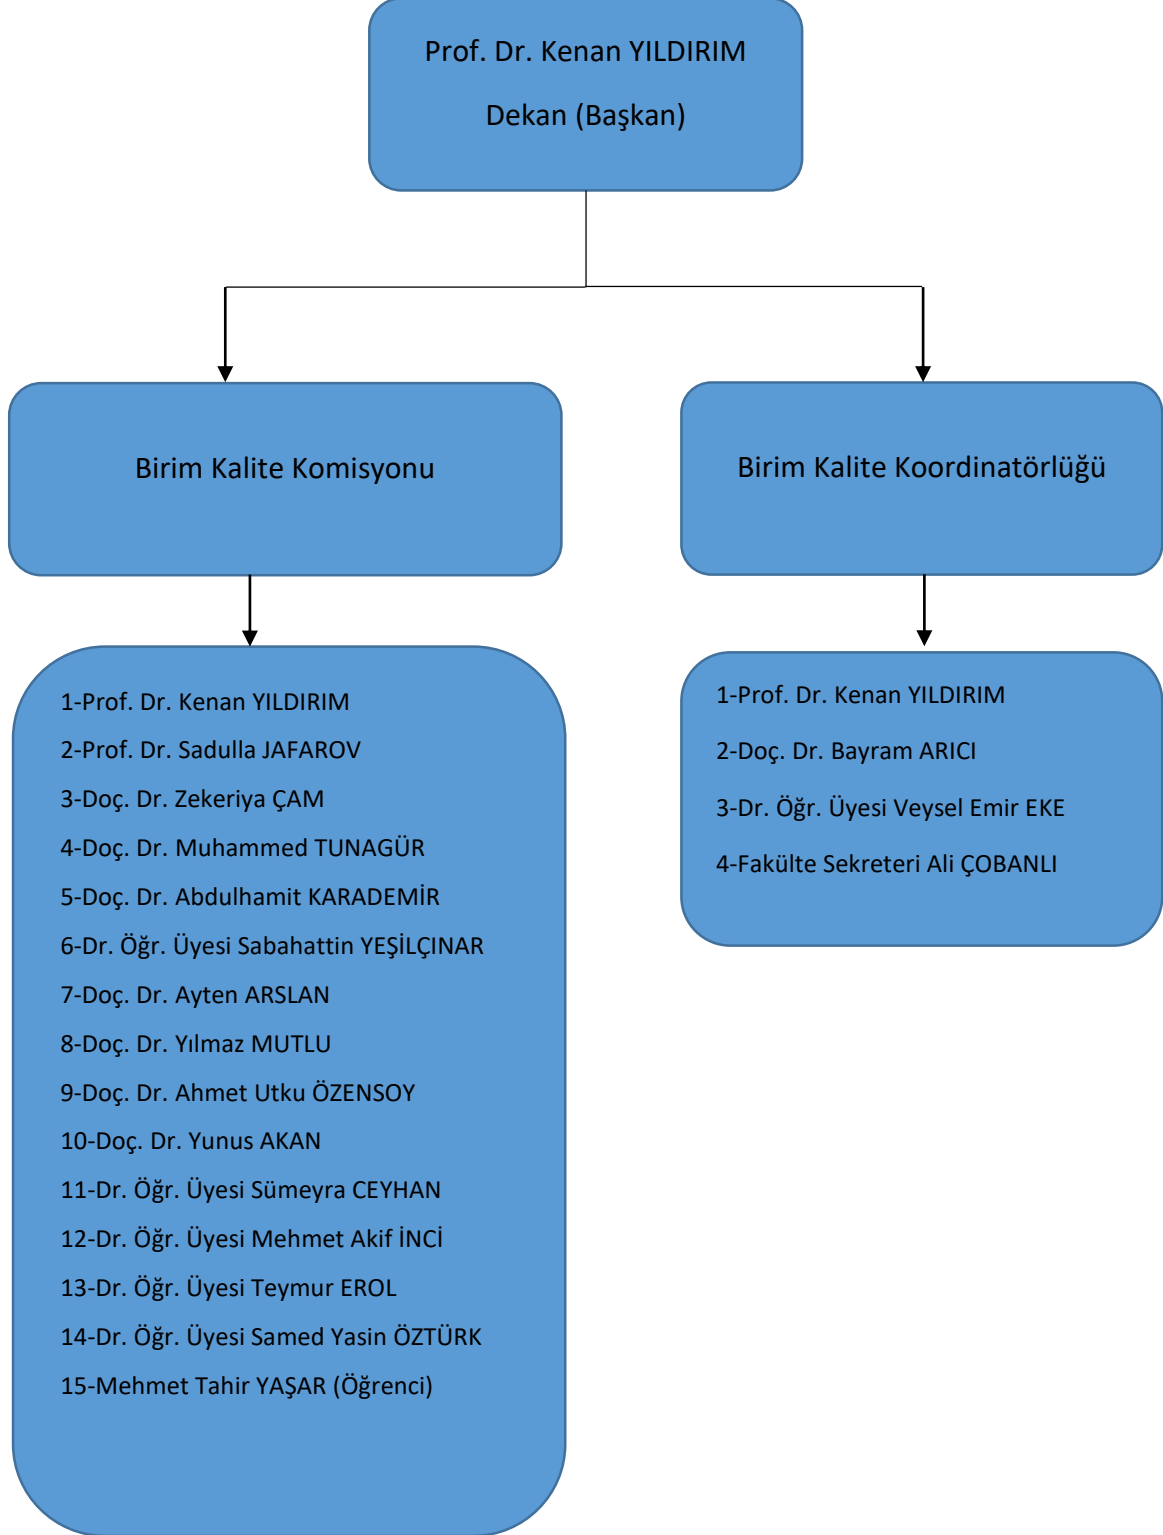 Prof. Dr. Kenan YILDIRIM
Dekan (Başkan)
Birim Kalite Komisyonu
Birim Kalite Koordinatörlüğü
1-Prof. Dr. Kenan YILDIRIM
2-Prof. Dr. Sadulla JAFAROV
3-Doç. Dr. Zekeriya ÇAM
4-Doç. Dr. Muhammed TUNAGÜR
5-Doç. Dr. Abdulhamit KARADEMİR
6-Dr. Öğr. Üyesi Sabahattin YEŞİLÇINAR
7-Doç. Dr. Ayten ARSLAN
8-Doç. Dr. Yılmaz MUTLU
9-Doç. Dr. Ahmet Utku ÖZENSOY
10-Doç. Dr. Yunus AKAN
11-Dr. Öğr. Üyesi Sümeyra CEYHAN
12-Dr. Öğr. Üyesi Mehmet Akif İNCİ
13-Dr. Öğr. Üyesi Teymur EROL
14-Dr. Öğr. Üyesi Samed Yasin ÖZTÜRK
15-Mehmet Tahir YAŞAR (Öğrenci)
1-Prof. Dr. Kenan YILDIRIM
2-Doç. Dr. Bayram ARICI
3-Dr. Öğr. Üyesi Veysel Emir EKE
4-Fakülte Sekreteri Ali ÇOBANLI